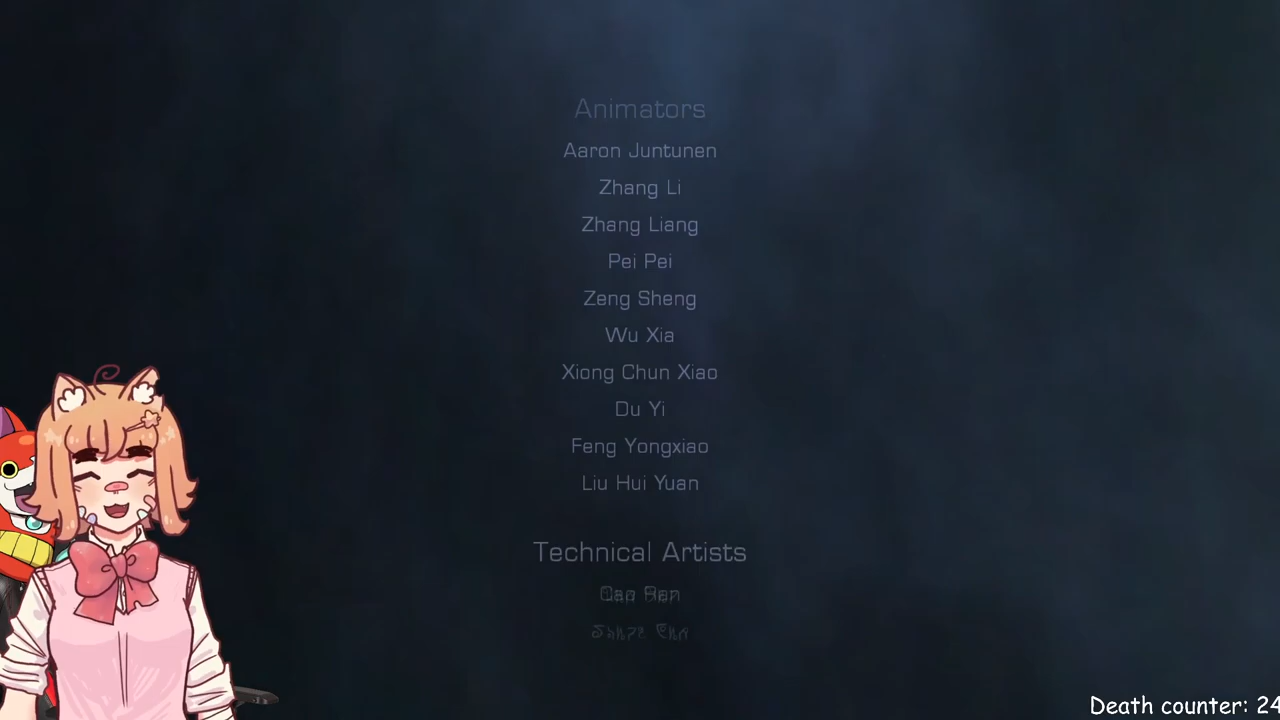 Animators
Aaron Juntunen
Zhang Li
Zhang Liang
Pei Pei
Zeng Sheng
Wu Xia
Xiong Chun Xiao
Du Yi
Feng Yongxiao
Liu Hui Yuan
Technical Artists
Death counter: 24